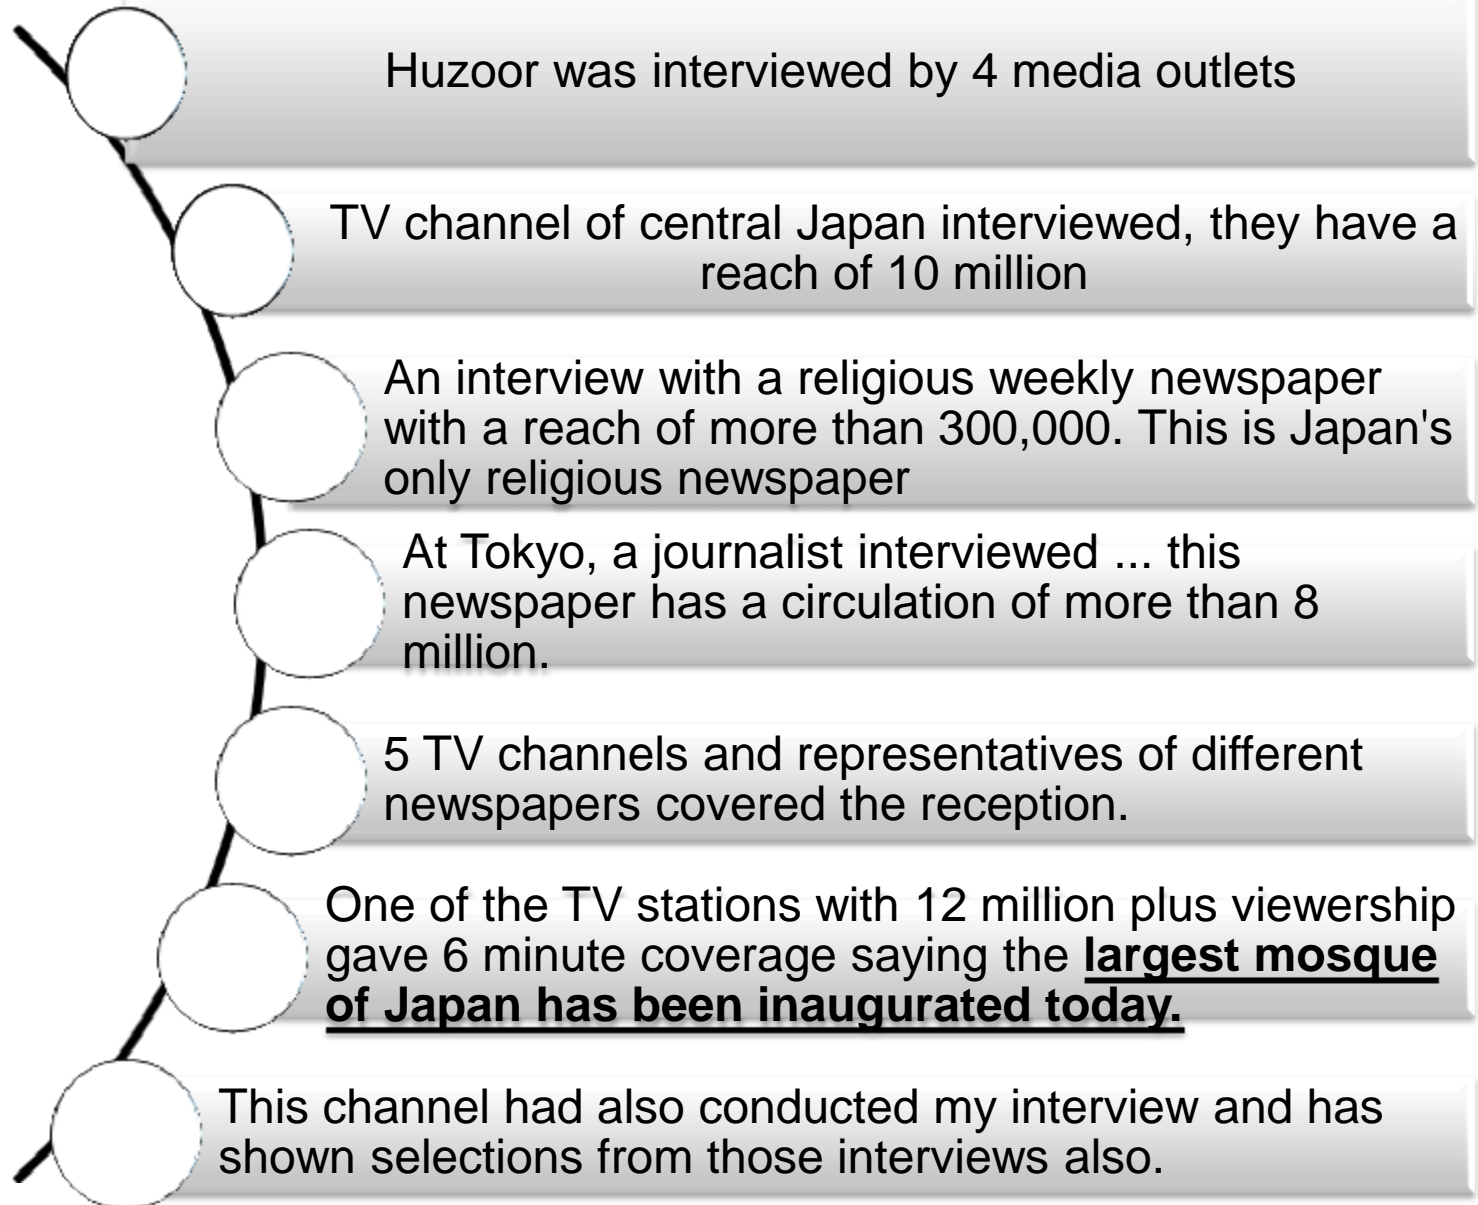 Huzoor was interviewed by 4 media outlets
TV channel of central Japan interviewed, they have a
reach of 10 million
An interview with a religious weekly newspaper
with a reach of more than 300,000. This is Japan's
only religious newspaper
At Tokyo, a journalist interviewed ... this
newspaper has a circulation of more than 8
million.
5 TV channels and representatives of different
newspapers covered the reception.
One of the TV stations with 12 million plus viewership
gave 6 minute coverage saying the largest mosque
of Japan has been inaugurated today.
This channel had also conducted my interview and has
shown selections from those interviews also.